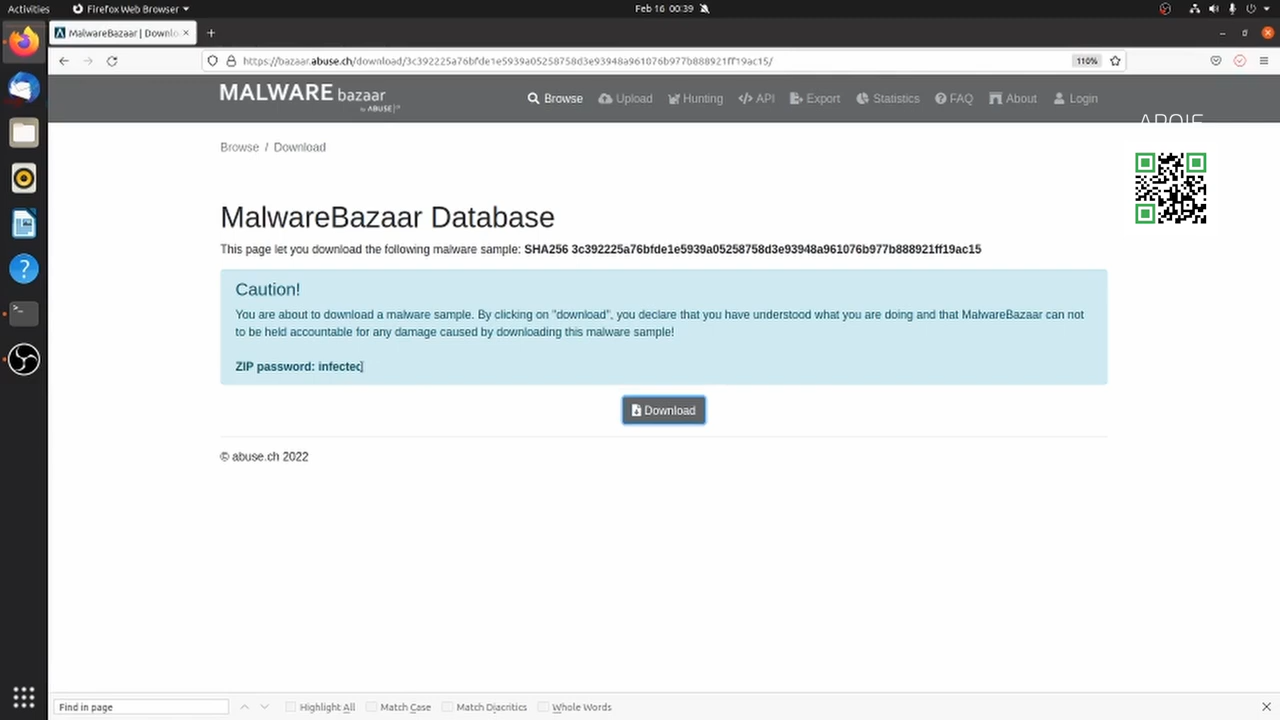 Activities
Firefox Web Browser
Feb 16 00:39
MalwareBazaar | Downlo
https://bazaar.abuse.ch/download/3c392225a76bfde1e5939a05258758d3e93948a961076b977b888921ff19ac15/
110%
MALWARE bazaar
by ABUSE
Browse
Upload
Hunting
API
Export
Statistics
FAQ
About
Login
Browse / Download
MalwareBazaar Database
This page let you download the following malware sample: SHA256 3c392225a76bfde1e5939a05258758d3e93948a961076b977b888921ff19ac15
Caution!
You are about to download a malware sample. By clicking on "download", you declare that you have understood what you are doing and that MalwareBazaar can not
to be held accountable for any damage caused by downloading this malware sample!
ZIP password: infected
Download
© abuse.ch 2022
Find in page
Highlight All
Match Case
Match Diacritics
Whole Words